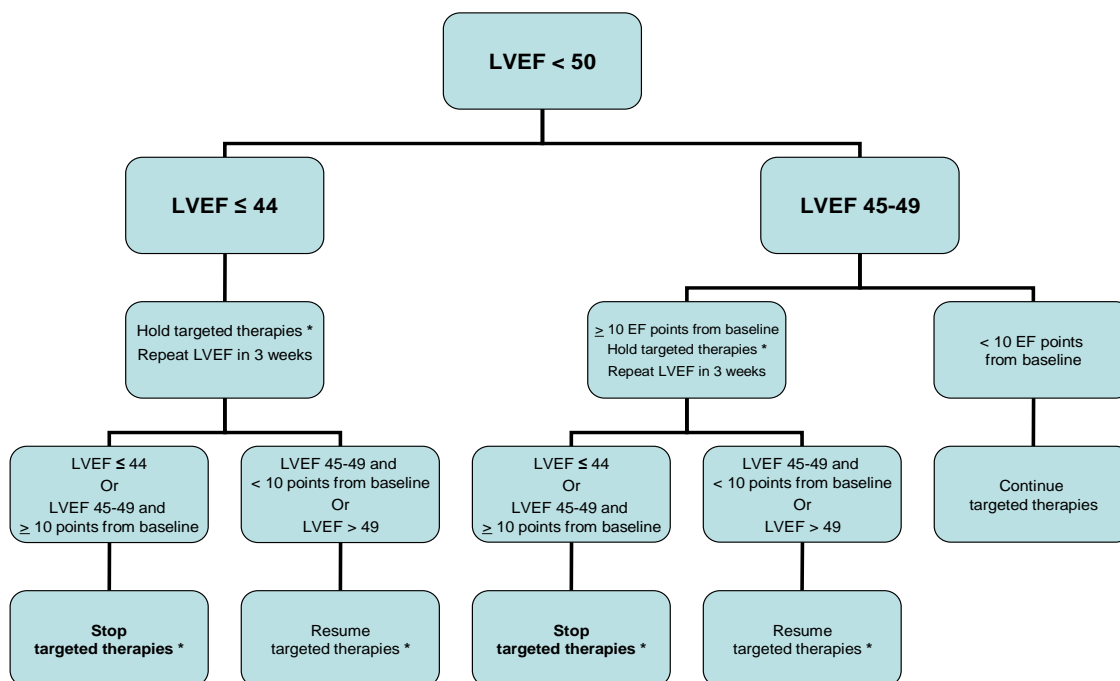 LVEF < 50
LVEF ≤ 44
LVEF 45-49
Hold targeted therapies *
Repeat LVEF in 3 weeks
≥ 10 EF points from baseline
Hold targeted therapies *
Repeat LVEF in 3 weeks
< 10 EF points
from baseline
LVEF ≤ 44
Or
LVEF 45-49 and
≥ 10 points from baseline
LVEF 45-49 and
< 10 points from baseline
Or
LVEF > 49
LVEF ≤ 44
Or
LVEF 45-49 and
≥ 10 points from baseline
LVEF 45-49 and
< 10 points from baseline
Or
LVEF > 49
Continue
targeted therapies
Stop
targeted therapies *
Resume
targeted therapies *
Stop
targeted therapies *
Resume
targeted therapies *